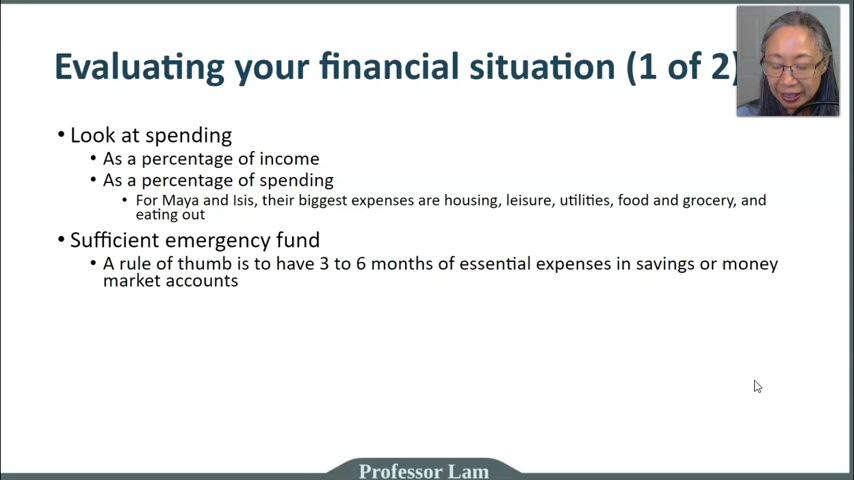 Evaluating your financial situation (1 of 2)
• Look at spending
• As a percentage of income
• As a percentage of spending
• For Maya and Isis, their biggest expenses are housing, leisure, utilities, food and grocery, and
eating out
• Sufficient emergency fund
• A rule of thumb is to have 3 to 6 months of essential expenses in savings or money
market accounts
Professor Lam